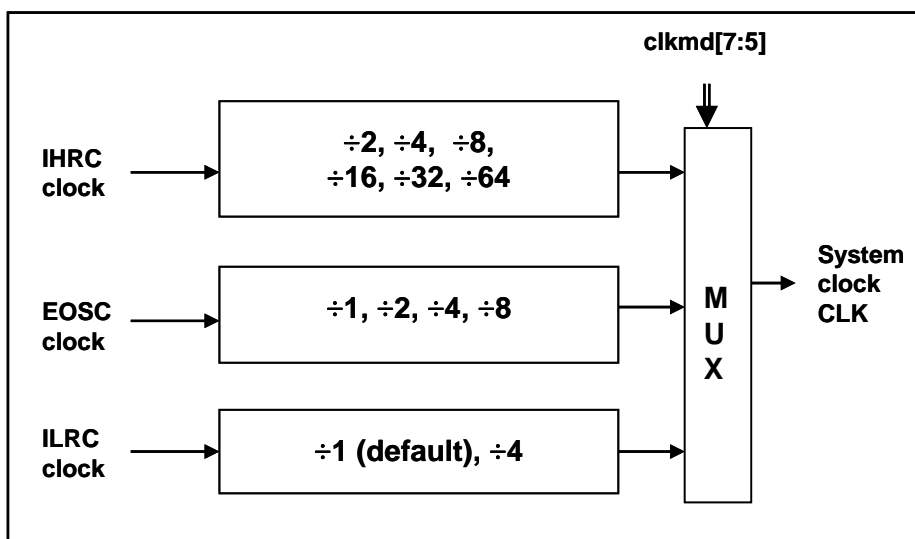 clkmd[7:5]
IHRC
clock
÷2, ÷4, ÷8,
÷16, ÷32, ÷64
EOSC
clock
÷1, ÷2, ÷4, ÷8
ILRC
clock
÷1 (default), ÷4
M
U
X
System
clock
CLK